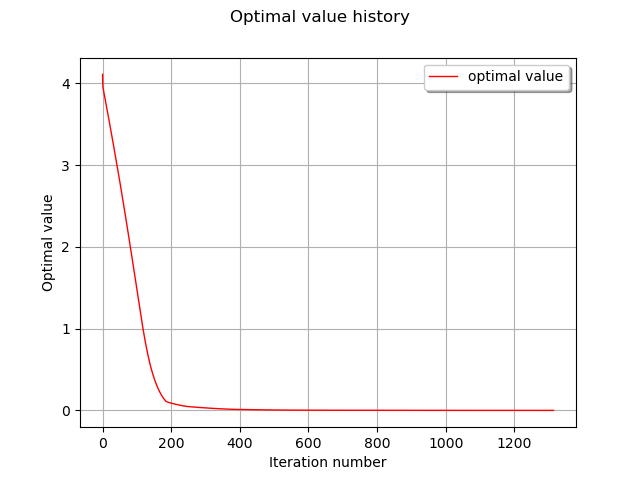 Optimal value history
optimal value
4
3
2
1
0
Optimal value
0 200 400 600 800 1000 1200
Iteration number